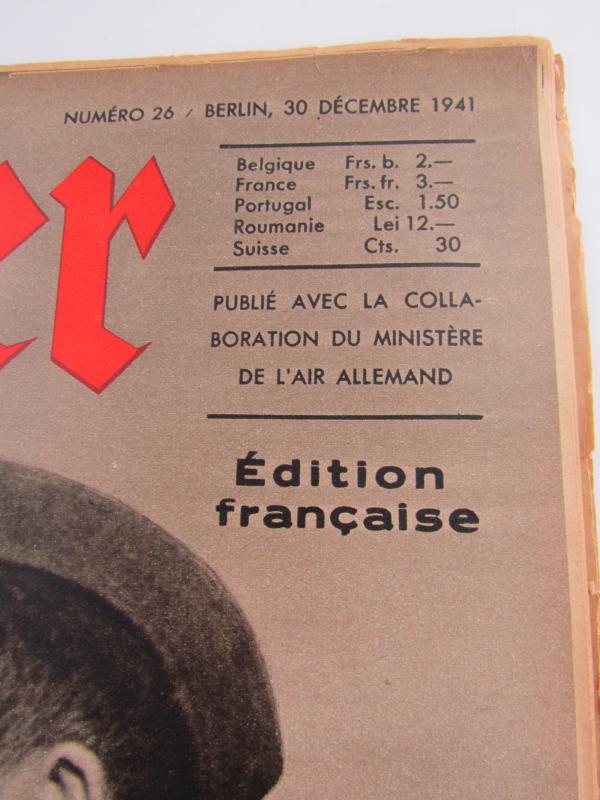 NUMÉRO 26 / BERLIN, 30 DÉCEMBRE 1941
er
Belgique Frs. b. 2.—
France Frs. fr. 3.—
Portugal Esc. 1.50
Roumanie Lei 12.—
Suisse Cts. 30
PUBLIÉ AVEC LA COLLA-
BORATION DU MINISTÈRE
DE L'AIR ALLEMAND
Édition
française